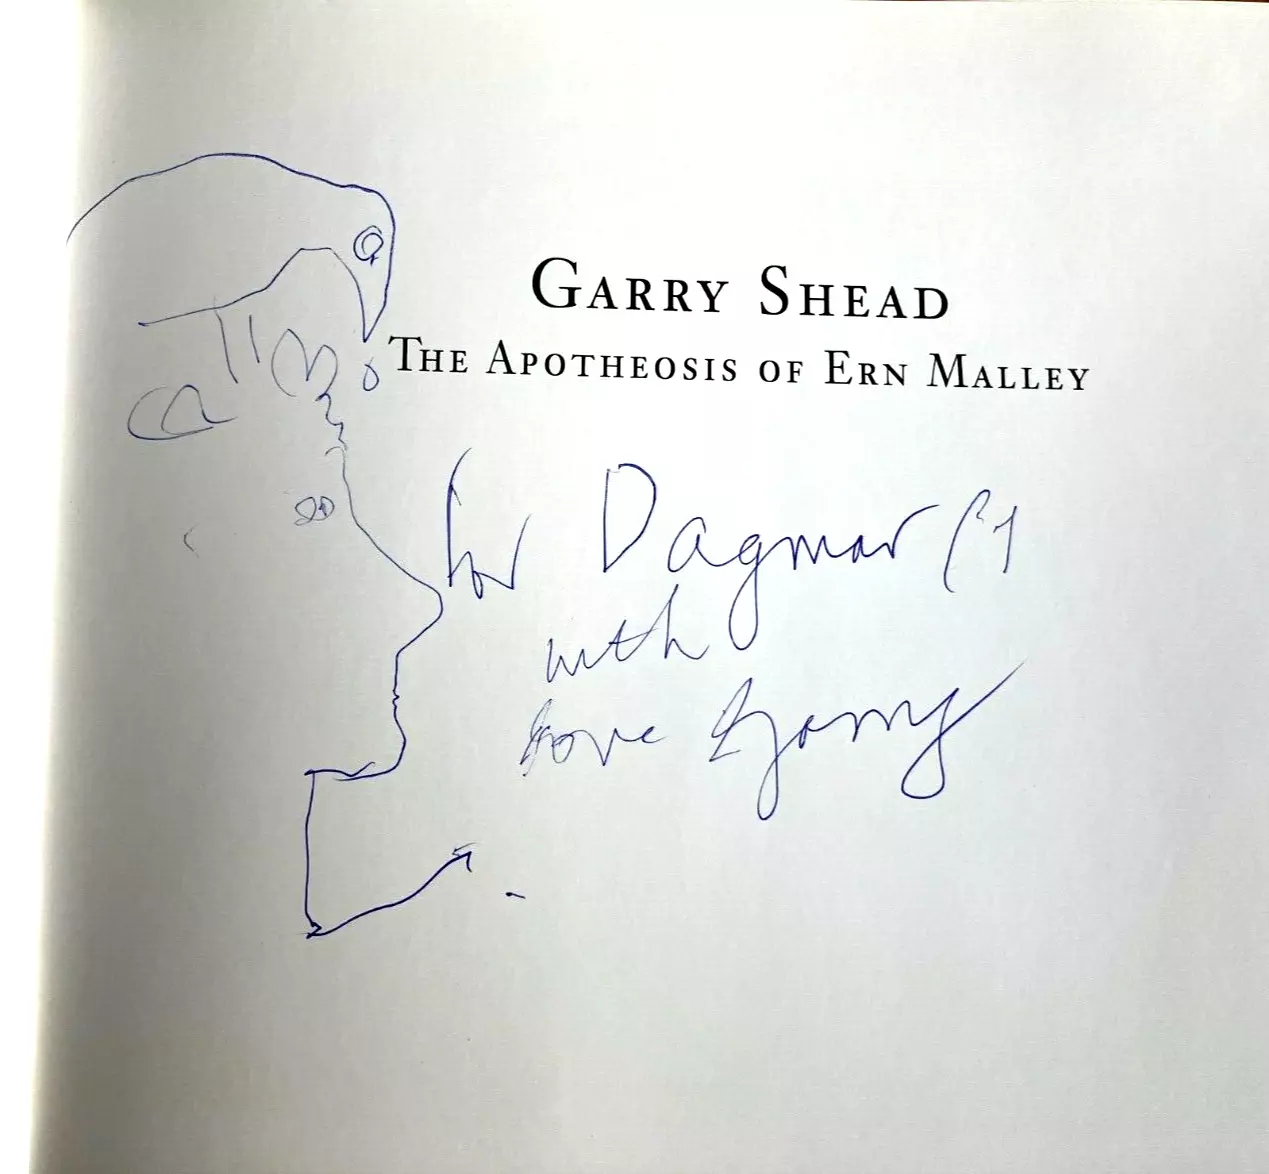 GARRY SHEAD
THE APOTHEOSIS OF ERN MALLEY
for Dagmar
with
love Garry